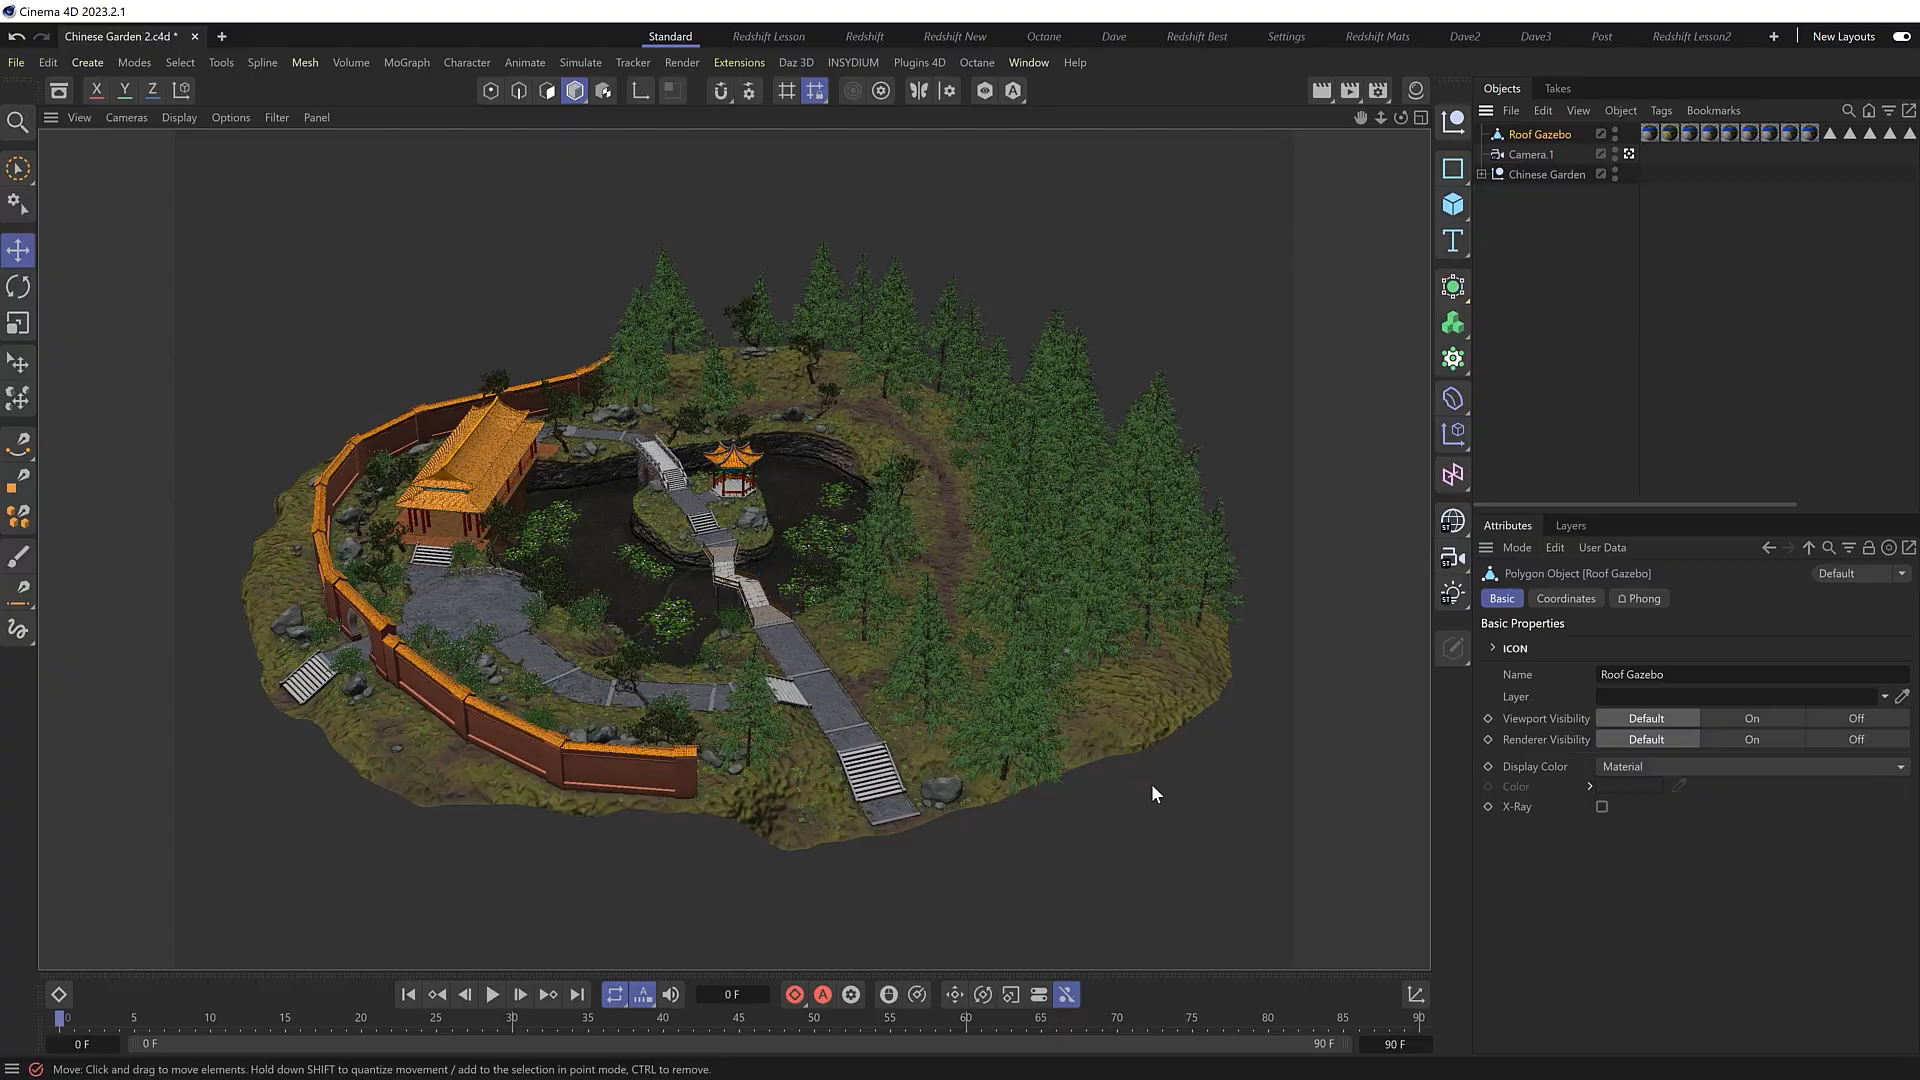 Cinema 4D 2023.2.1
Chinese Garden 2.c4d *
Standard Redshift Lesson Redshift Redshift New Octane Dave Redshift Best Settings Redshift Mats Dave2 Dave3 Post Redshift Lesson2 New Layouts
File Edit Create Modes Select Tools Spline Mesh Volume MoGraph Character Animate Simulate Tracker Render Extensions Daz 3D INSYDIUM Plugins 4D Octane Window Help
X Y Z
Objects Takes
View Cameras Display Options Filter Panel
File Edit View Object Tags Bookmarks
Roof Gazebo
Camera.1
Chinese Garden
Attributes Layers
Mode Edit User Data
Polygon Object [Roof Gazebo] Default
Basic Coordinates Phong
Basic Properties
ICON
Name Roof Gazebo
Layer
Viewport Visibility Default On Off
Renderer Visibility Default On Off
Display Color Material
Color
X-Ray
0 F
0 5 10 15 20 25 30 35 40 45 50 55 60 65 70 75 80 85 90
0 F 0 F 90 F 90 F
Move: Click and drag to move elements. Hold down SHIFT to quantize movement / add to the selection in point mode, CTRL to remove.